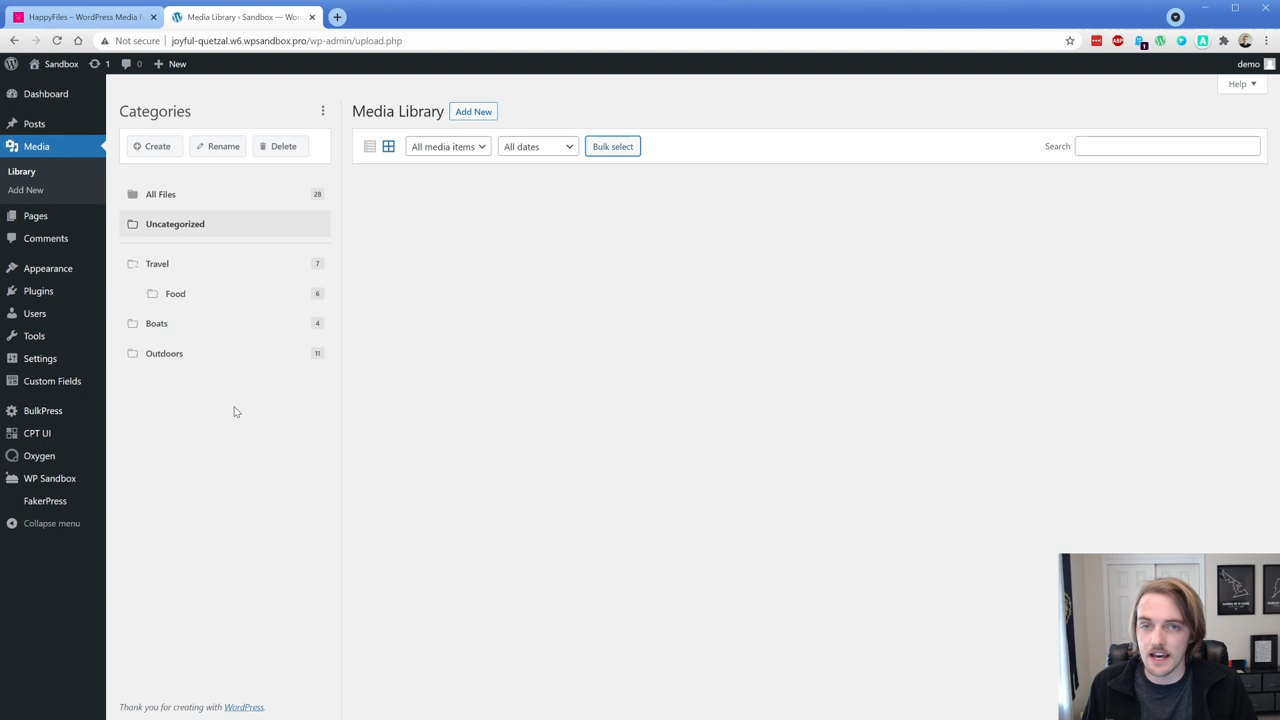 HappyFiles – WordPress Media
Media Library ‹ Sandbox — Wor
Not secure
joyful-quetzal.w6.wpsandbox.pro/wp-admin/upload.php
ABP
1
Sandbox
1
0
New
demo
Help
Dashboard
Posts
Media
Library
Add New
Pages
Comments
Appearance
Plugins
Users
Tools
Settings
Custom Fields
BulkPress
CPT UI
Oxygen
WP Sandbox
FakerPress
Collapse menu
Categories
Create
Rename
Delete
All Files
28
Uncategorized
Travel
7
Food
6
Boats
4
Outdoors
11
Media Library
Add New
All media items
All dates
Bulk select
Search
Thank you for creating with WordPress.